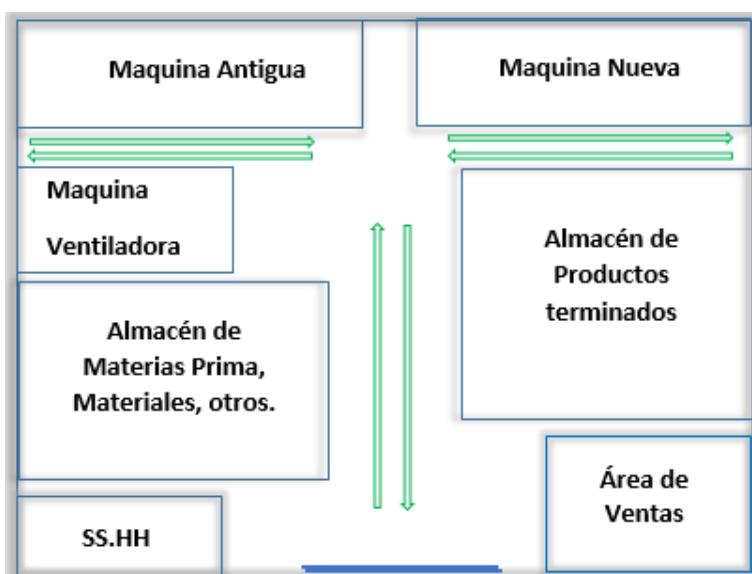 Maquina Antigua
Maquina Nueva
Maquina
Ventiladora
Almacén de
Productos
terminados
Almacén de
Materias Prima,
Materiales, otros.
Área de
Ventas
SS.HH